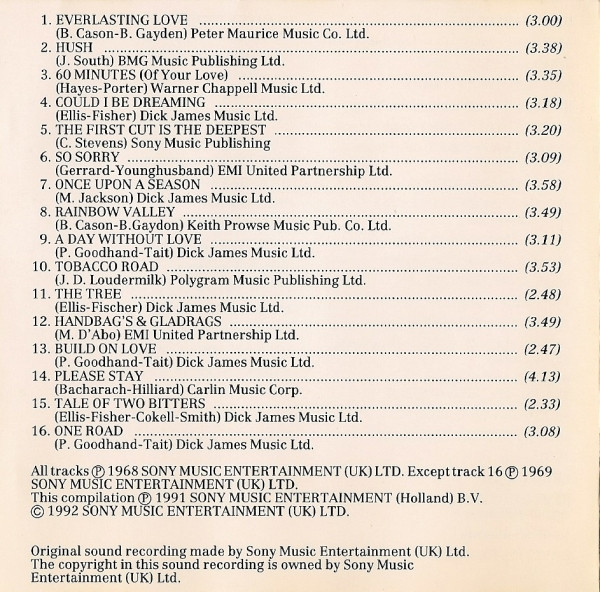 1. EVERLASTING LOVE (3.00)
(B. Cason-B. Gayden) Peter Maurice Music Co. Ltd.
2. HUSH (3.38)
(J. South) BMG Music Publishing Ltd.
3. 60 MINUTES (Of Your Love) (3.35)
(Hayes-Porter) Warner Chappell Music Ltd.
4. COULD I BE DREAMING (3.18)
(Ellis-Fisher) Dick James Music Ltd.
5. THE FIRST CUT IS THE DEEPEST (3.20)
(C. Stevens) Sony Music Publishing
6. SO SORRY (3.09)
(Gerrard-Younghusband) EMI United Partnership Ltd.
7. ONCE UPON A SEASON (3.58)
(M. Jackson) Dick James Music Ltd.
8. RAINBOW VALLEY (3.49)
(B. Cason-B.Gaydon) Keith Prowse Music Pub. Co. Ltd.
9. A DAY WITHOUT LOVE (3.11)
(P. Goodhand-Tait) Dick James Music Ltd.
10. TOBACCO ROAD (3.53)
(J. D. Loudermilk) Polygram Music Publishing Ltd.
11. THE TREE (2.48)
(Ellis-Fischer) Dick James Music Ltd.
12. HANDBAG'S & GLADRAGS (3.49)
(M. D'Abo) EMI United Partnership Ltd.
13. BUILD ON LOVE (2.47)
(P. Goodhand-Tait) Dick James Music Ltd.
14. PLEASE STAY (4.13)
(Bacharach-Hilliard) Carlin Music Corp.
15. TALE OF TWO BITTERS (2.33)
(Ellis-Fisher-Cokell-Smith) Dick James Music Ltd.
16. ONE ROAD (3.08)
(P. Goodhand-Tait) Dick James Music Ltd.
All tracks ℗ 1968 SONY MUSIC ENTERTAINMENT (UK) LTD. Except track 16 ℗ 1969
SONY MUSIC ENTERTAINMENT (UK) LTD.
This compilation ℗ 1991 SONY MUSIC ENTERTAINMENT (Holland) B.V.
© 1992 SONY MUSIC ENTERTAINMENT (UK) LTD.
Original sound recording made by Sony Music Entertainment (UK) Ltd.
The copyright in this sound recording is owned by Sony Music
Entertainment (UK) Ltd.